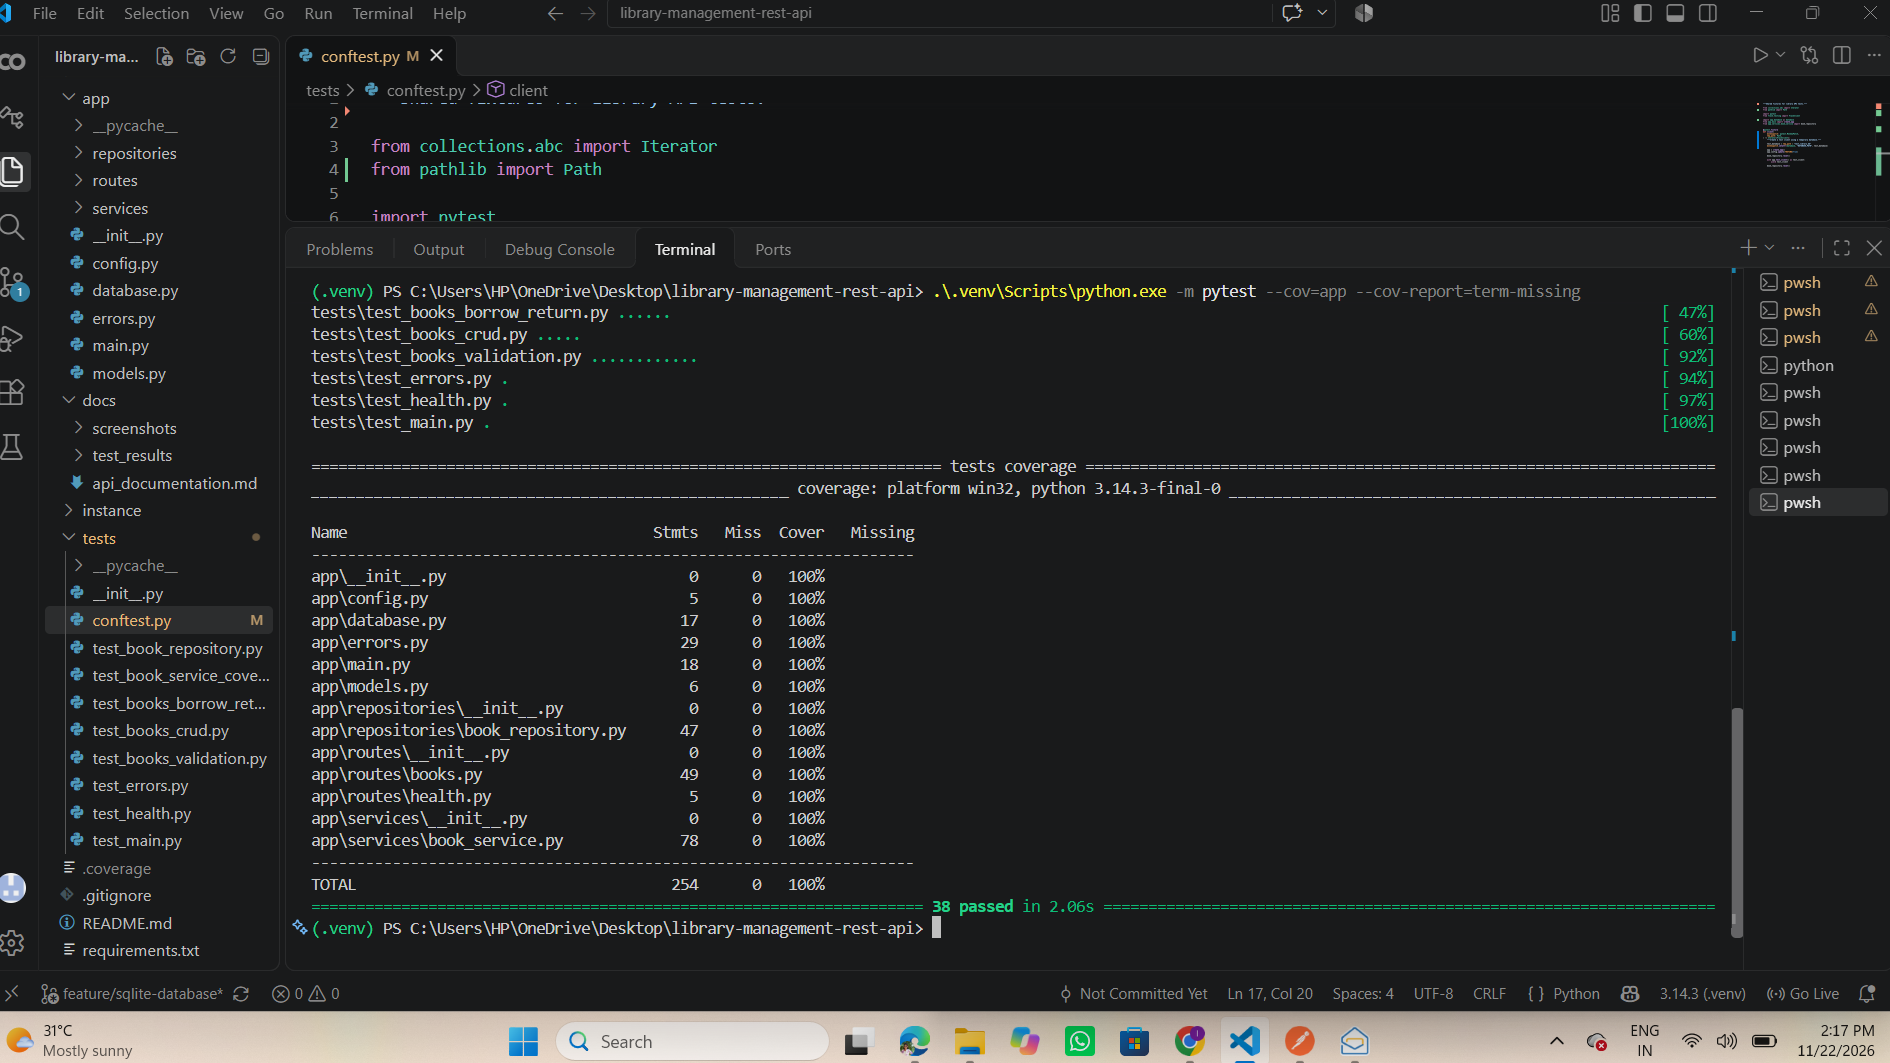 File Edit Selection View Go Run Terminal Help
library-management-rest-api
library-ma...
app
__pycache__
repositories
routes
services
__init__.py
config.py
database.py
errors.py
main.py
models.py
docs
screenshots
test_results
api_documentation.md
instance
tests
__pycache__
__init__.py
conftest.py M
test_book_repository.py
test_book_service_cove...
test_books_borrow_ret...
test_books_crud.py
test_books_validation.py
test_errors.py
test_health.py
test_main.py
.coverage
.gitignore
README.md
requirements.txt
1
conftest.py M
tests > conftest.py > client
2
3 from collections.abc import Iterator
4 from pathlib import Path
5
6 import pytest
Problems Output Debug Console Terminal Ports
(.venv) PS C:\Users\HP\OneDrive\Desktop\library-management-rest-api> .\.venv\Scripts\python.exe -m pytest --cov=app --cov-report=term-missing
tests\test_books_borrow_return.py ...... [ 47%]
tests\test_books_crud.py ..... [ 60%]
tests\test_books_validation.py ............ [ 92%]
tests\test_errors.py . [ 94%]
tests\test_health.py . [ 97%]
tests\test_main.py . [100%]
tests coverage
coverage: platform win32, python 3.14.3-final-0
Name Stmts Miss Cover Missing
app\__init__.py 0 0 100%
app\config.py 5 0 100%
app\database.py 17 0 100%
app\errors.py 29 0 100%
app\main.py 18 0 100%
app\models.py 6 0 100%
app\repositories\__init__.py 0 0 100%
app\repositories\book_repository.py 47 0 100%
app\routes\__init__.py 0 0 100%
app\routes\books.py 49 0 100%
app\routes\health.py 5 0 100%
app\services\__init__.py 0 0 100%
app\services\book_service.py 78 0 100%
TOTAL 254 0 100%
38 passed in 2.06s
(.venv) PS C:\Users\HP\OneDrive\Desktop\library-management-rest-api>
pwsh
pwsh
pwsh
python
pwsh
pwsh
pwsh
pwsh
pwsh
feature/sqlite-database* 0 0 Not Committed Yet Ln 17, Col 20 Spaces: 4 UTF-8 CRLF { } Python 3.14.3 (.venv) Go Live
31°C
Mostly sunny
Search
ENG
IN
2:17 PM
11/22/2026